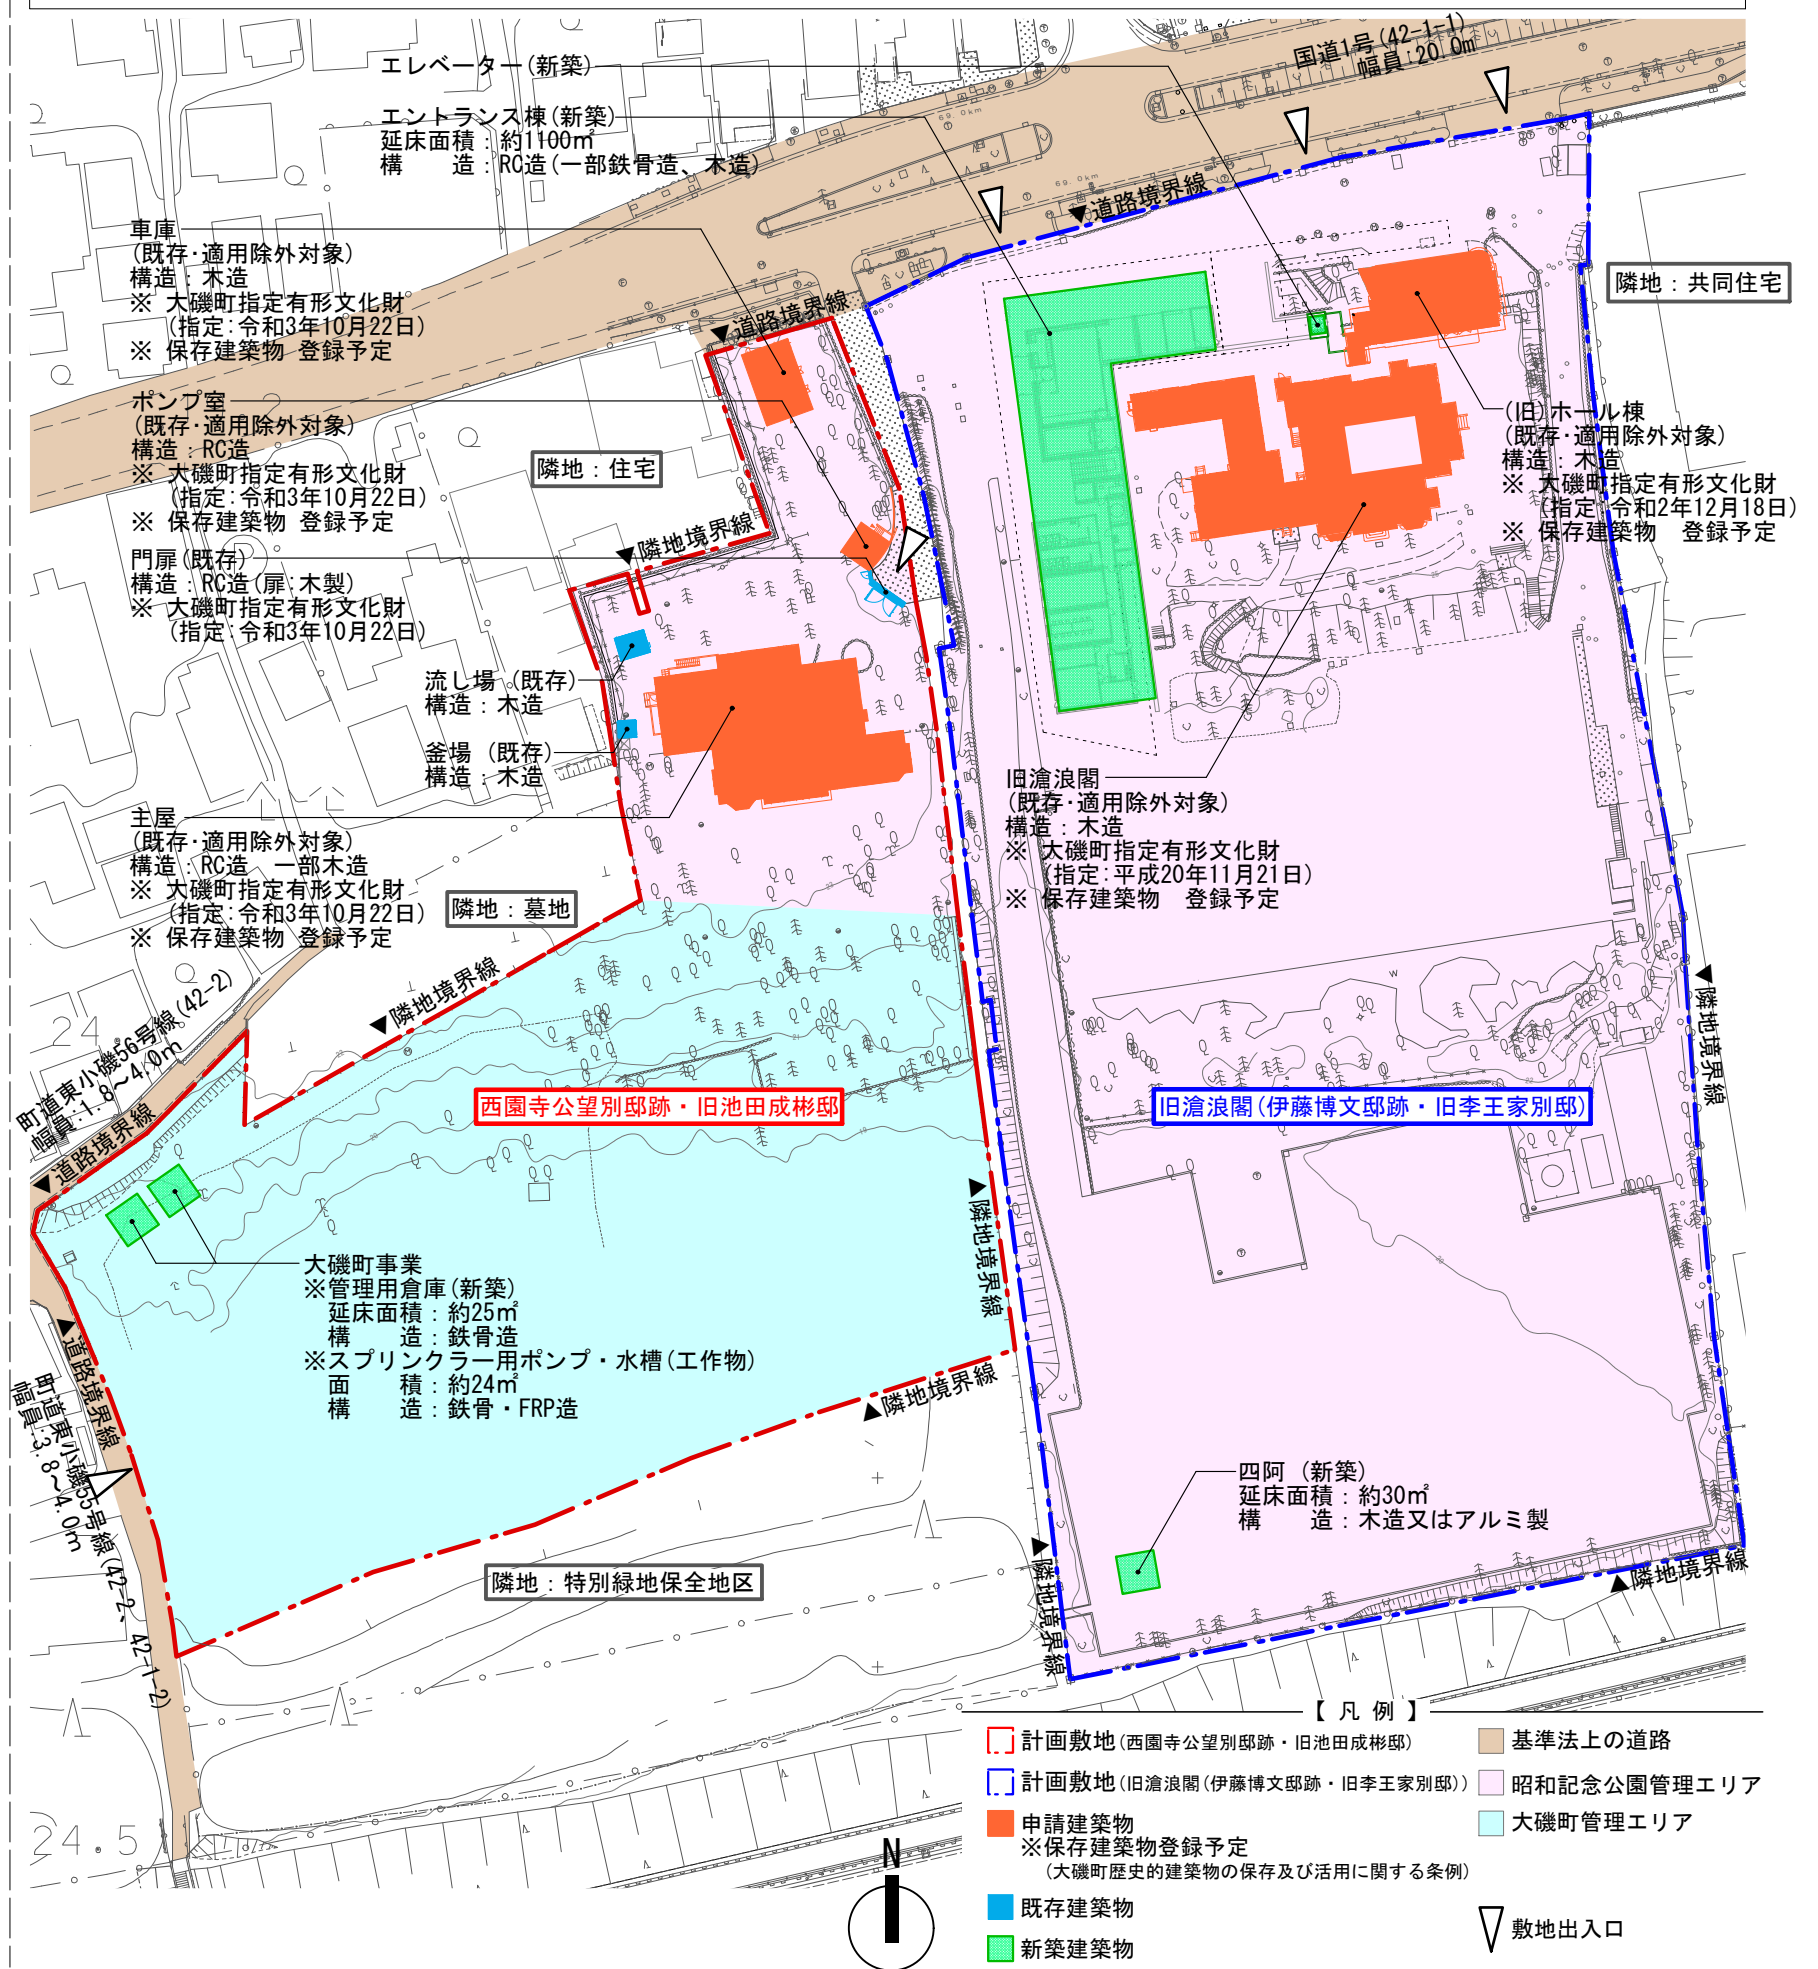 エレベーター(新築)
国道1号(42-1-1)
幅員:20.0m
エントランス棟(新築)
延床面積：約1100㎡
構　　造：RC造(一部鉄骨造、木造)
69.0km
69.0km
▼道路境界線
車庫
(既存・適用除外対象)
構造：木造
※ 大磯町指定有形文化財
(指定:令和3年10月22日)
※ 保存建築物 登録予定
▼道路境界線
隣地：共同住宅
ポンプ室
(既存・適用除外対象)
構造：RC造
※ 大磯町指定有形文化財
(指定:令和3年10月22日)
※ 保存建築物 登録予定
隣地：住宅
(旧)ホール棟
(既存・適用除外対象)
構造：木造
※ 大磯町指定有形文化財
(指定:令和2年12月18日)
※ 保存建築物　登録予定
▼隣地境界線
門扉(既存)
構造：RC造(扉:木製)
※ 大磯町指定有形文化財
(指定:令和3年10月22日)
流し場 (既存)
構造：木造
釜場 (既存)
構造：木造
旧滄浪閣
(既存・適用除外対象)
構造：木造
※ 大磯町指定有形文化財
(指定:平成20年11月21日)
※ 保存建築物　登録予定
主屋
(既存・適用除外対象)
構造：RC造　一部木造
※ 大磯町指定有形文化財
(指定:令和3年10月22日)
※ 保存建築物 登録予定
隣地：墓地
▼隣地境界線
▼隣地境界線
24
町道東小磯56号線(42-2)
幅員:1.8～4.0m
▼道路境界線
西園寺公望別邸跡・旧池田成彬邸
旧滄浪閣(伊藤博文邸跡・旧李王家別邸)
▼隣地境界線
大磯町事業
※管理用倉庫(新築)
延床面積：約25㎡
構　　造：鉄骨造
※スプリンクラー用ポンプ・水槽(工作物)
面　　積：約24㎡
構　　造：鉄骨・FRP造
▲道路境界線
町道東小磯55号線(42-2、42-1-2)
幅員:3.8～4.0m
▲隣地境界線
四阿 (新築)
延床面積：約30㎡
構　　造：木造又はアルミ製
▼隣地境界線
▲隣地境界線
隣地：特別緑地保全地区
24.5
N
【 凡 例 】
計画敷地(西園寺公望別邸跡・旧池田成彬邸)
計画敷地(旧滄浪閣(伊藤博文邸跡・旧李王家別邸))
申請建築物
※保存建築物登録予定
(大磯町歴史的建築物の保存及び活用に関する条例)
既存建築物
新築建築物
基準法上の道路
昭和記念公園管理エリア
大磯町管理エリア
敷地出入口